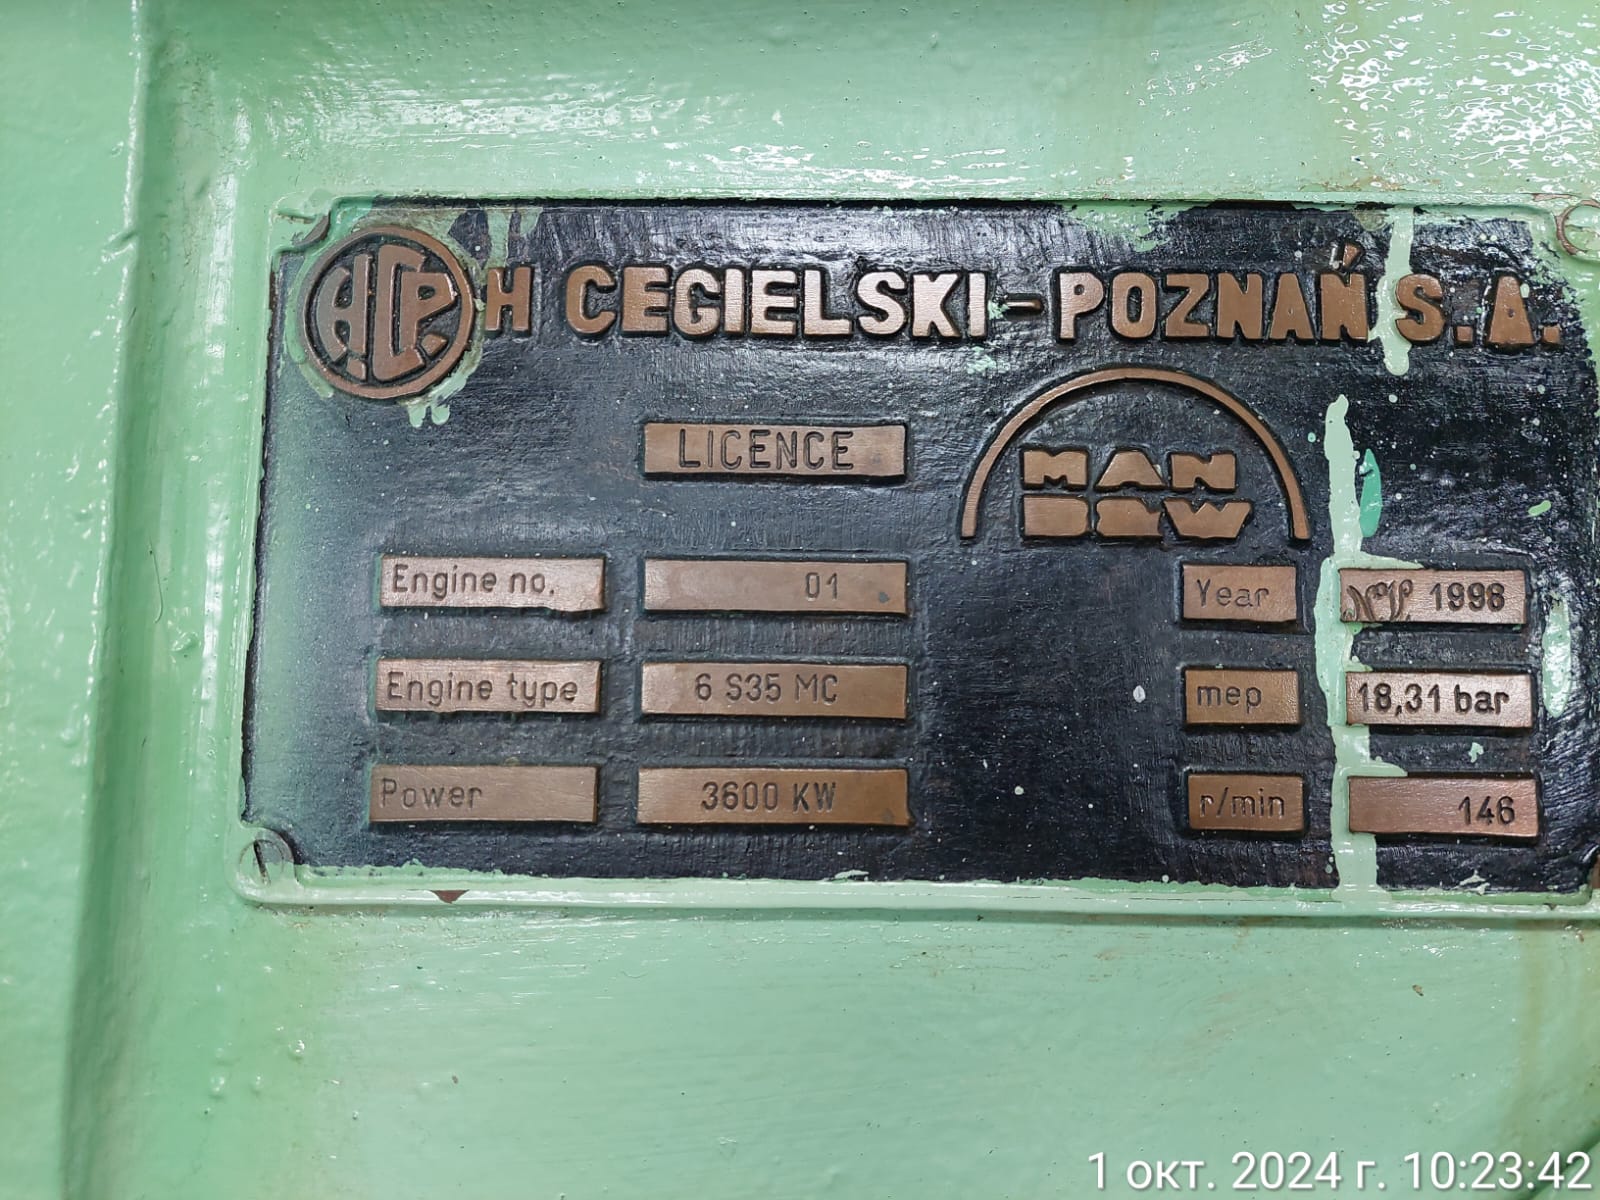 HCP H CEGIELSKI-POZNAŃ S.A.
LICENCE
MAN
B&W
Engine no. 01
Year 1998
Engine type 6 S35 MC
mep 18,31 bar
Power 3600 KW
r/min 146
1 окт. 2024 г. 10:23:42